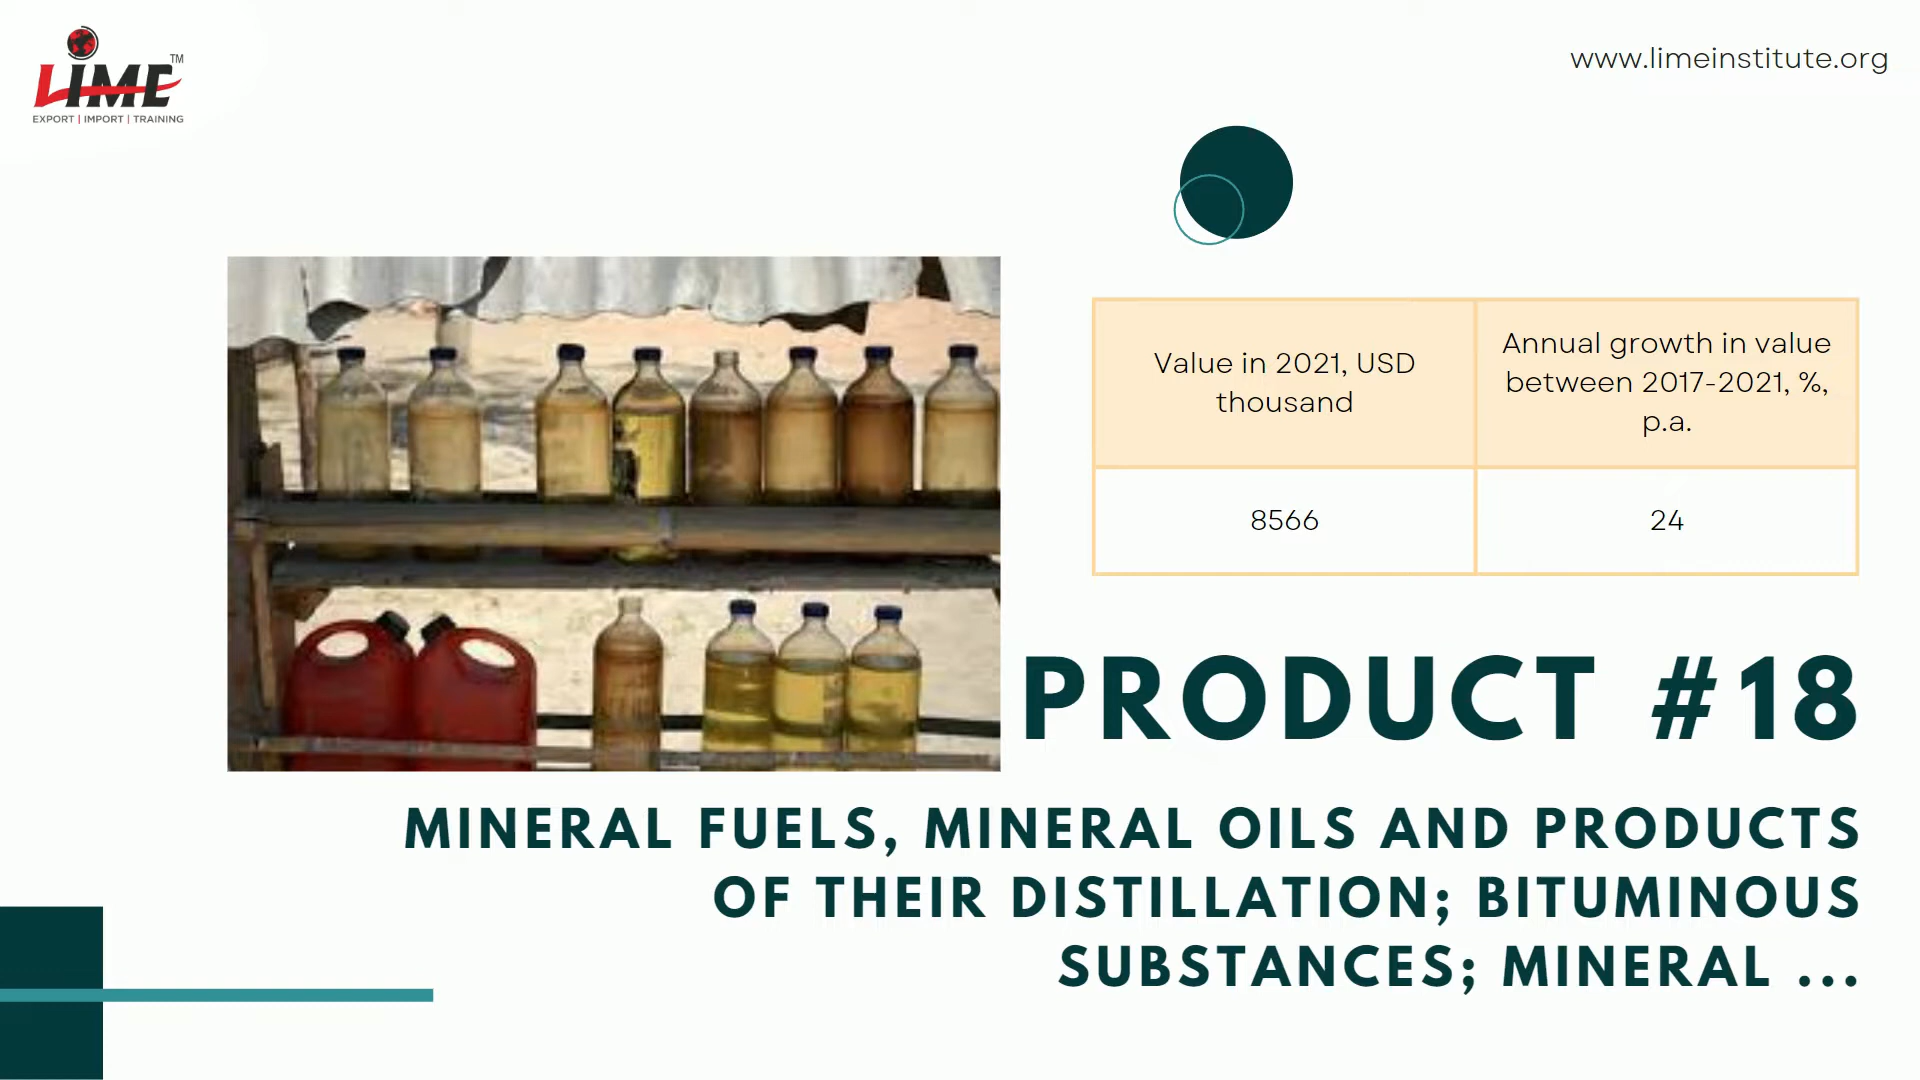 LIME TM
EXPORT | IMPORT | TRAINING
www.limeinstitute.org
Value in 2021, USD
thousand
Annual growth in value
between 2017-2021, %,
p.a.
8566
24
PRODUCT #18
MINERAL FUELS, MINERAL OILS AND PRODUCTS
OF THEIR DISTILLATION; BITUMINOUS
SUBSTANCES; MINERAL ...